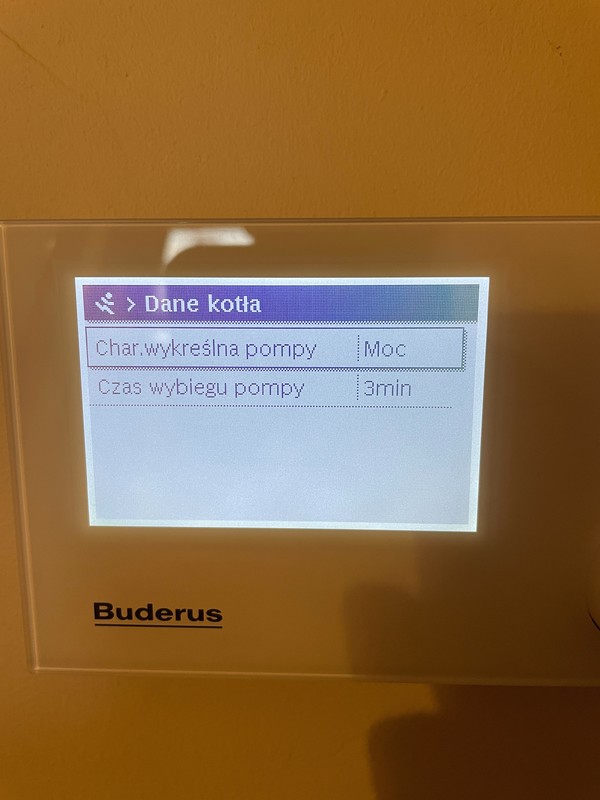 > Dane kotła
Char.wykreślna pompy Moc
Czas wybiegu pompy 3min
Buderus